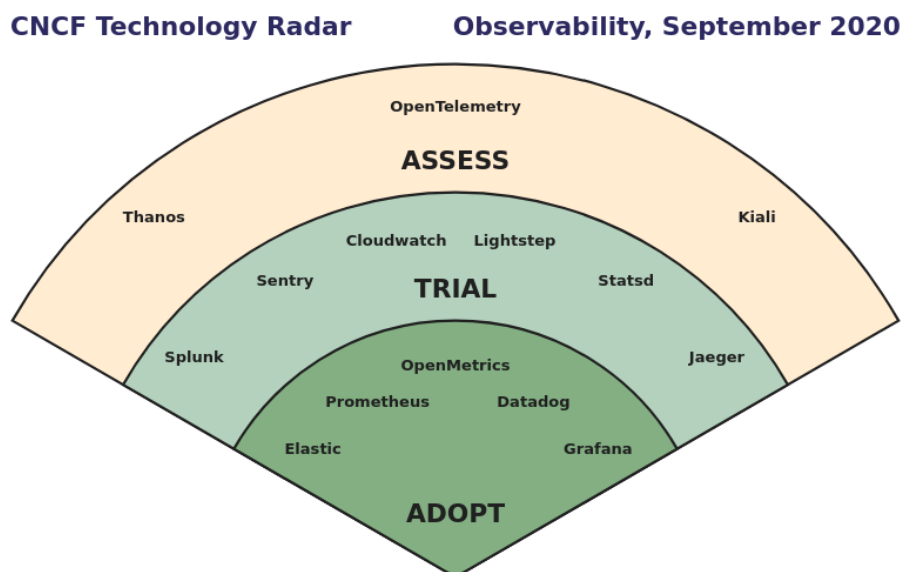 CNCF Technology Radar
Observability, September 2020
OpenTelemetry
ASSESS
Thanos
Kiali
Cloudwatch
Lightstep
Sentry
Statsd
TRIAL
Splunk
Jaeger
OpenMetrics
Prometheus
Datadog
Elastic
Grafana
ADOPT